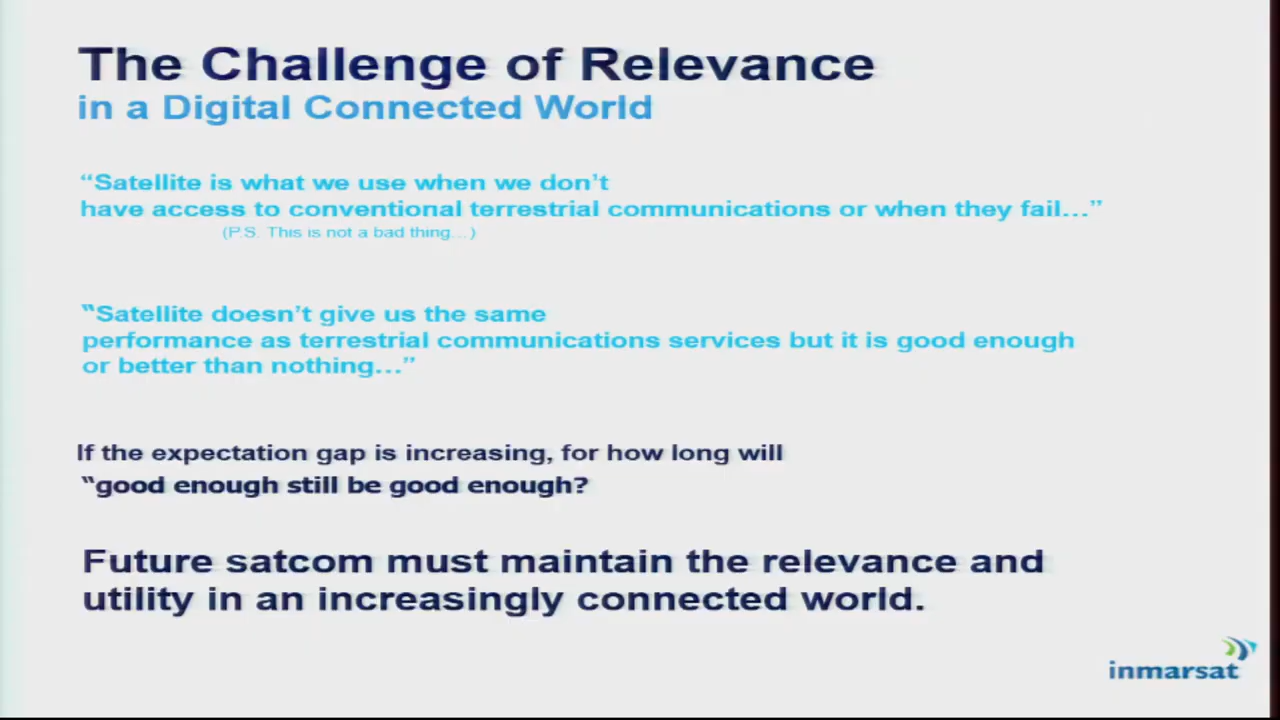 The Challenge of Relevance
in a Digital Connected World
“Satellite is what we use when we don’t
have access to conventional terrestrial communications or when they fail…”
(P.S. This is not a bad thing…)
“Satellite doesn’t give us the same
performance as terrestrial communications services but it is good enough
or better than nothing…”
If the expectation gap is increasing, for how long will
“good enough still be good enough?
Future satcom must maintain the relevance and
utility in an increasingly connected world.
inmarsat